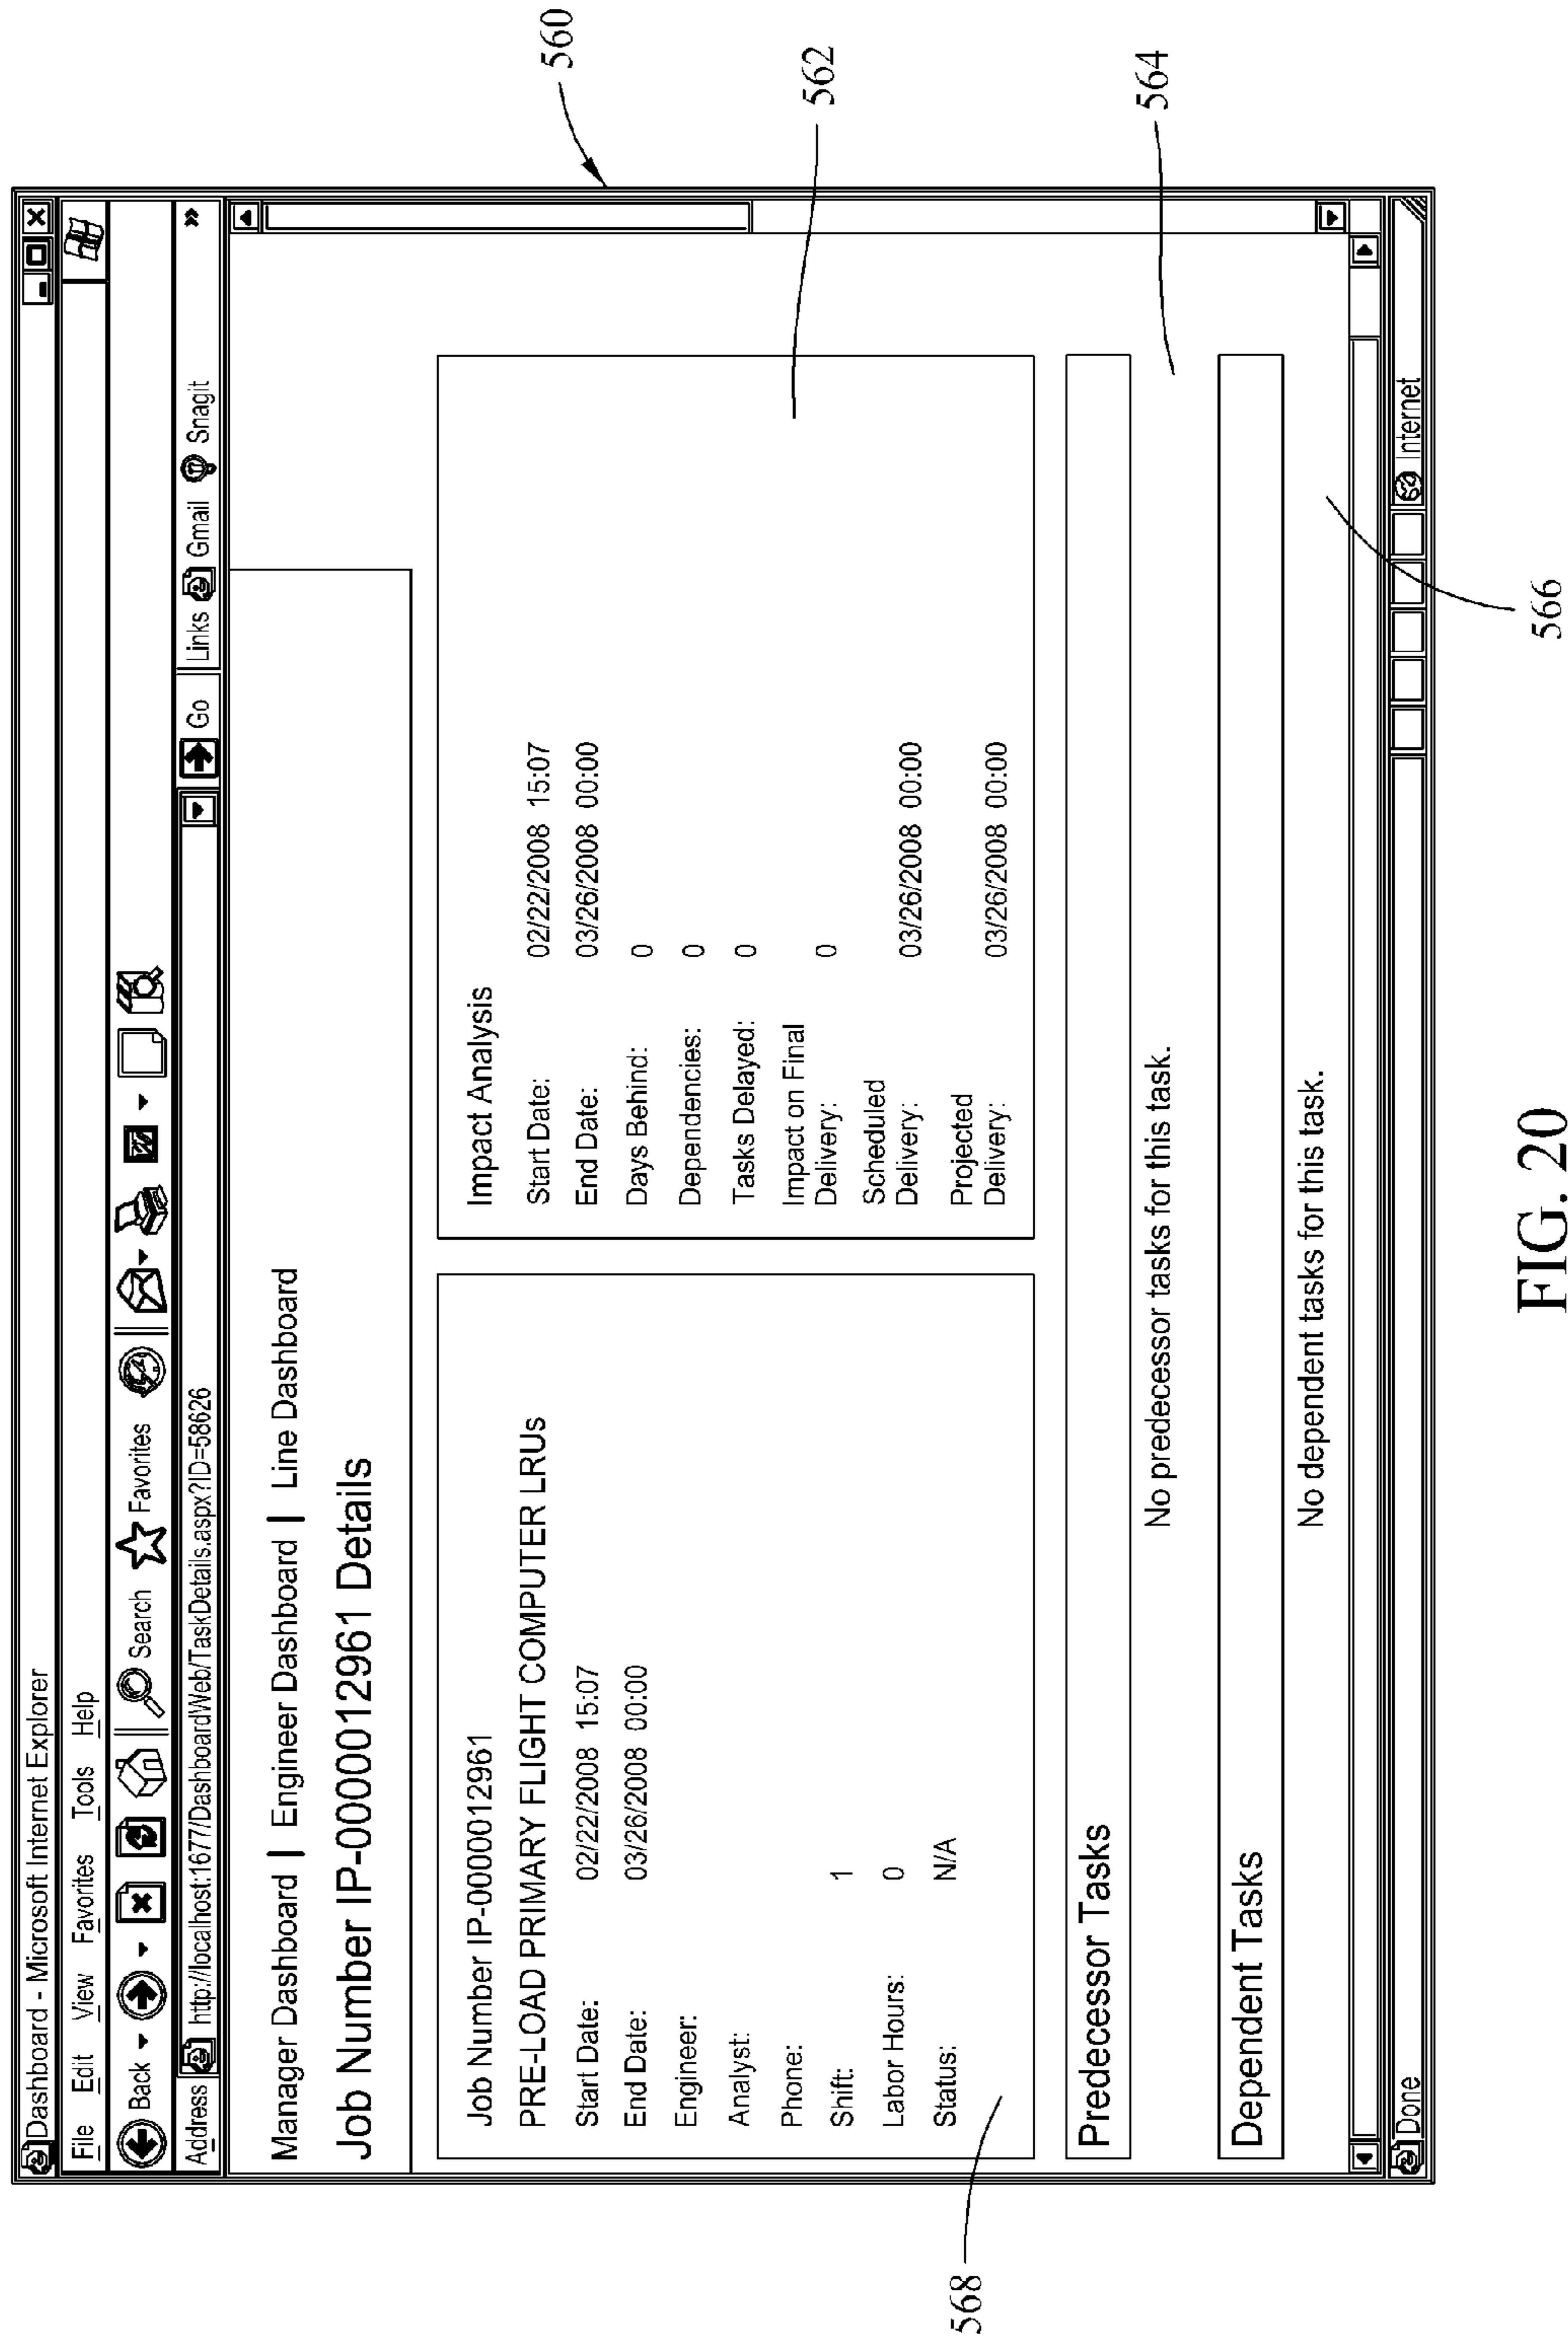 Dashboard - Microsoft Internet Explorer
File Edit View Favorites Tools Help
Back Search Favorites
Address http://localhost:1677/DashboardWeb/TaskDetails.aspx?ID=58626 Go Links Gmail Snagit »
Manager Dashboard | Engineer Dashboard | Line Dashboard
Job Number IP-0000012961 Details
Job Number IP-0000012961
PRE-LOAD PRIMARY FLIGHT COMPUTER LRUs
Start Date: 02/22/2008 15:07
End Date: 03/26/2008 00:00
Engineer:
Analyst:
Phone:
Shift: 1
Labor Hours: 0
Status: N/A
Impact Analysis
Start Date: 02/22/2008 15:07
End Date: 03/26/2008 00:00
Days Behind: 0
Dependencies: 0
Tasks Delayed: 0
Impact on Final
Delivery: 0
Scheduled
Delivery: 03/26/2008 00:00
Projected
Delivery: 03/26/2008 00:00
Predecessor Tasks
No predecessor tasks for this task.
Dependent Tasks
No dependent tasks for this task.
Done Internet
560
562
564
566
568
FIG. 20